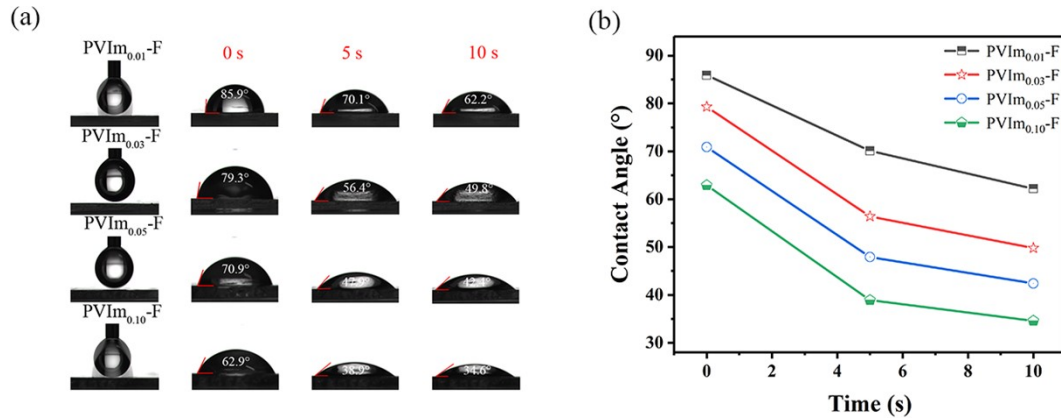 (a)
PVIm0.01-F
0 s
5 s
10 s
85.9°
70.1°
62.2°
PVIm0.03-F
79.3°
56.4°
49.8°
PVIm0.05-F
70.9°
PVIm0.10-F
62.9°
38.9°
34.6°
(b)
PVIm0.01-F
PVIm0.03-F
PVIm0.05-F
PVIm0.10-F
Contact Angle (°)
90
80
70
60
50
40
30
0 2 4 6 8 10
Time (s)